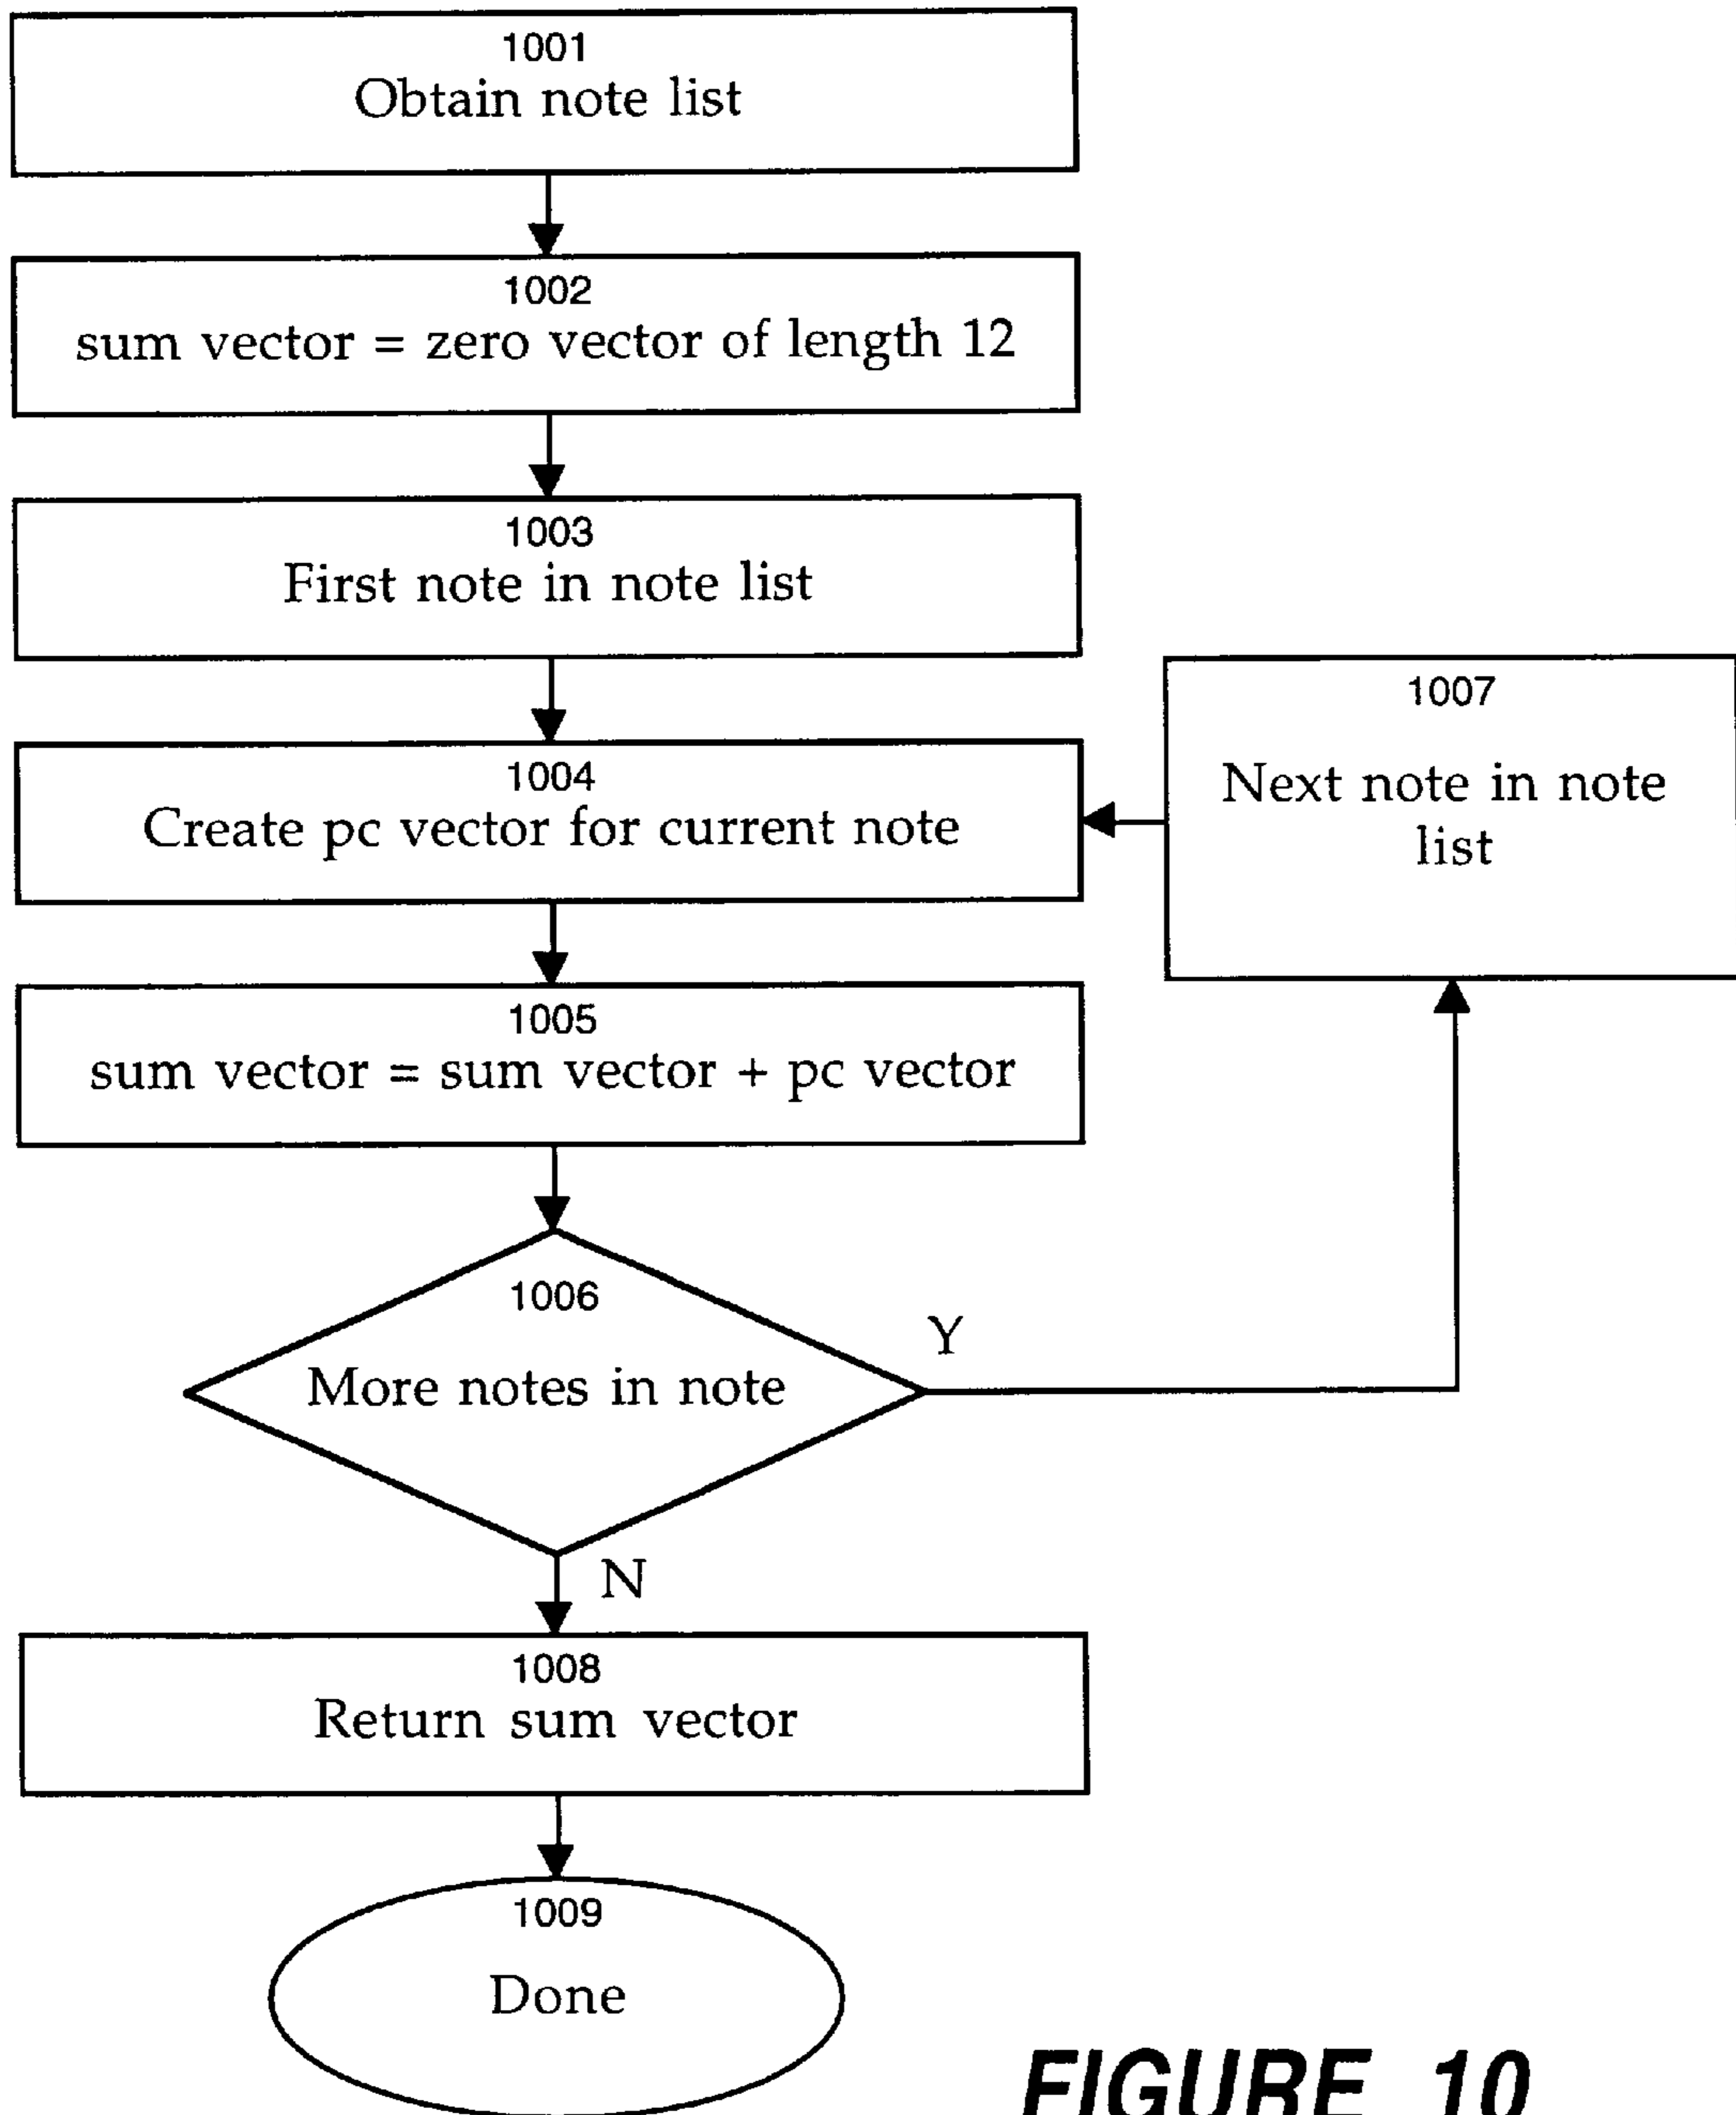 1001
Obtain note list
1002
sum vector = zero vector of length 12
1003
First note in note list
1004
Create pc vector for current note
1007
Next note in note
list
1005
sum vector = sum vector + pc vector
1006
More notes in note
Y
N
1008
Return sum vector
1009
Done
FIGURE 10